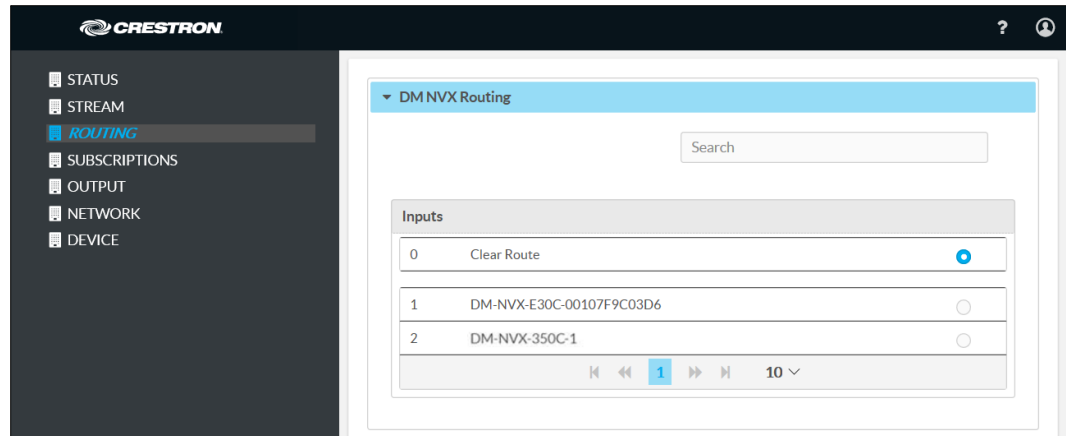 CRESTRON
?
STATUS
STREAM
ROUTING
SUBSCRIPTIONS
OUTPUT
NETWORK
DEVICE
DM NVX Routing
Search
Inputs
0 Clear Route
1 DM-NVX-E30C-00107F9C03D6
2 DM-NVX-350C-1
1 10